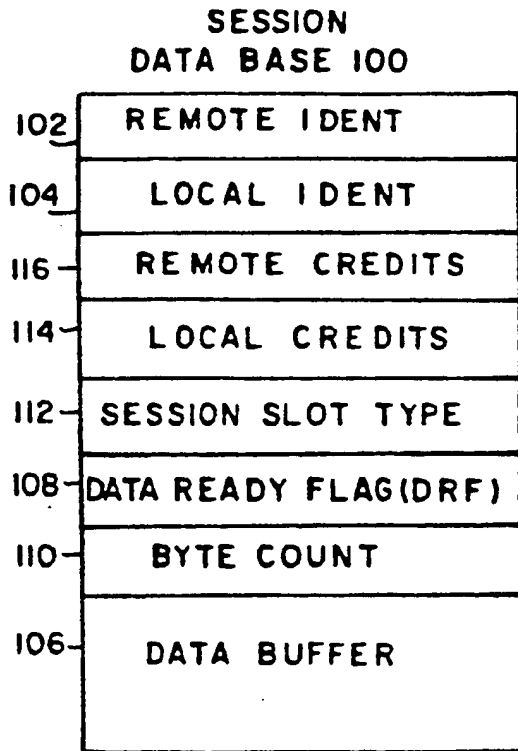 SESSION
DATA BASE 100
102 REMOTE IDENT
104 LOCAL IDENT
116 REMOTE CREDITS
114 LOCAL CREDITS
112 SESSION SLOT TYPE
108 DATA READY FLAG(DRF)
110 BYTE COUNT
106 DATA BUFFER